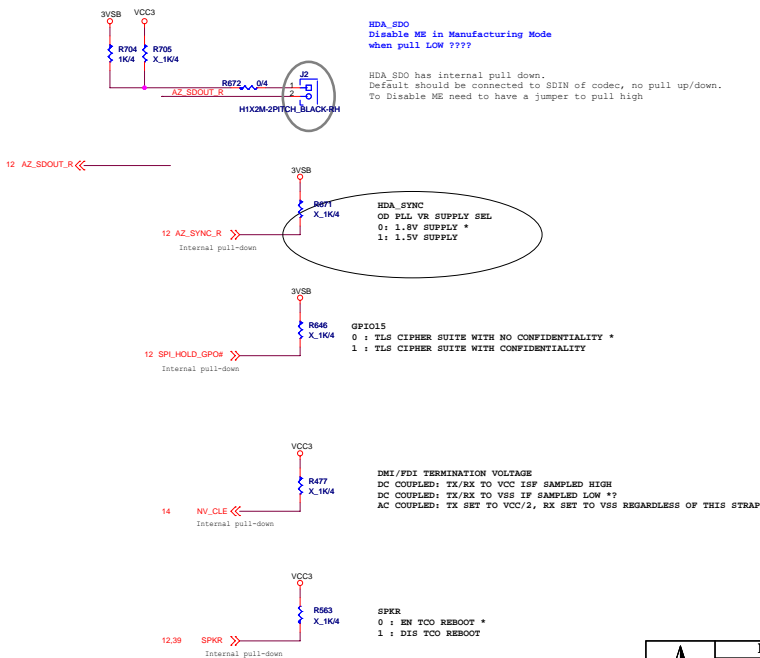 3VSB VCC3
R704
1K/4
R705
X_1K/4
R672 0/4
AZ_SDOUT_R
J2
1
2
H1X2M-2PITCH_BLACK-RH
HDA_SDO
Disable ME in Manufacturing Mode
when pull LOW ????
HDA_SDO has internal pull down.
Default should be connected to SDIN of codec, no pull up/down.
To Disable ME need to have a jumper to pull high
12 AZ_SDOUT_R
3VSB
R671
X_1K/4
12 AZ_SYNC_R
Internal pull-down
HDA_SYNC
OD PLL VR SUPPLY SEL
0: 1.8V SUPPLY *
1: 1.5V SUPPLY
3VSB
R646
X_1K/4
12 SPI_HOLD_GPO#
Internal pull-down
GPIO15
0 : TLS CIPHER SUITE WITH NO CONFIDENTIALITY *
1 : TLS CIPHER SUITE WITH CONFIDENTIALITY
VCC3
R477
X_1K/4
14 NV_CLE
Internal pull-down
DMI/FDI TERMINATION VOLTAGE
DC COUPLED: TX/RX TO VCC ISF SAMPLED HIGH
DC COUPLED: TX/RX TO VSS IF SAMPLED LOW *?
AC COUPLED: TX SET TO VCC/2, RX SET TO VSS REGARDLESS OF THIS STRAP
VCC3
R563
X_1K/4
12,39 SPKR
Internal pull-down
SPKR
0 : EN TCO REBOOT *
1 : DIS TCO REBOOT